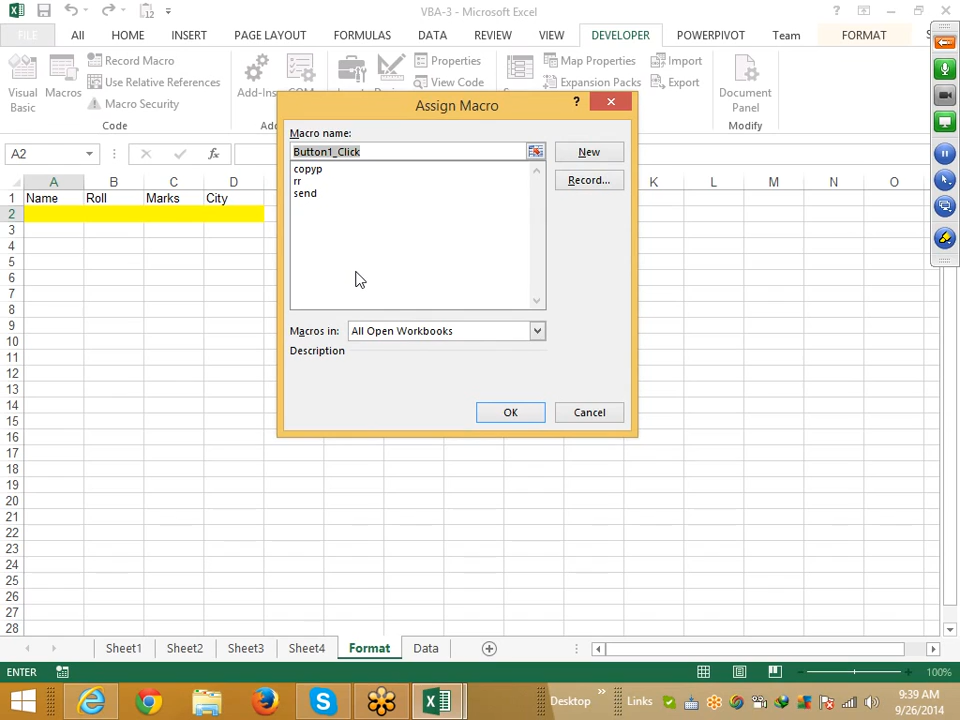 VBA-3 - Microsoft Excel
12
FILE All HOME INSERT PAGE LAYOUT FORMULAS DATA REVIEW VIEW DEVELOPER POWERPIVOT Team FORMAT
Visual Basic
Macros
Record Macro
Use Relative References
Macro Security
Code
Add-Ins
COM
Properties
View Code
Map Properties
Expansion Packs
Import
Export
Document Panel
Modify
A2
fx
A B C D K L M N O
1 Name Roll Marks City
2
3
4
5
6
7
8
9
10
11
12
13
14
15
16
17
18
19
20
21
22
23
24
25
26
27
28
Assign Macro
? ×
Macro name:
Button1_Click
copyp
rr
send
New
Record...
Macros in: All Open Workbooks
Description
OK Cancel
Sheet1 Sheet2 Sheet3 Sheet4 Format Data
ENTER
100%
Desktop
Links
9:39 AM
9/26/2014